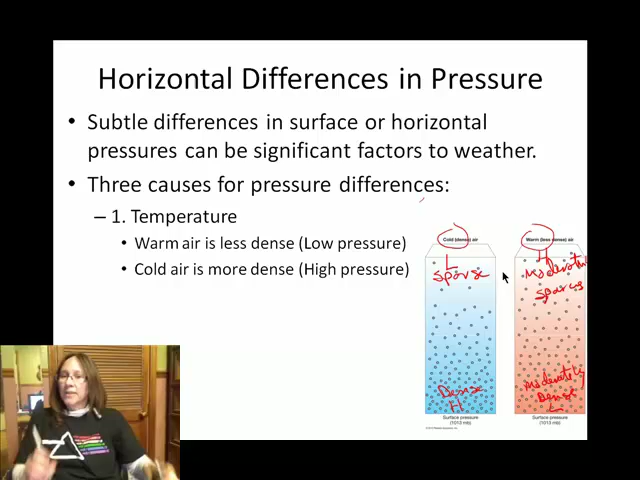 Horizontal Differences in Pressure
• Subtle differences in surface or horizontal
pressures can be significant factors to weather.
• Three causes for pressure differences:
– 1. Temperature
• Warm air is less dense (Low pressure)
• Cold air is more dense (High pressure)
Cold (dense) air
L
Sparse
Dense
H
Surface pressure
(1013 mb)
Warm (less dense) air
H
Moderately
sparse
Moderately
Dense
L
Surface pressure
(1013 mb)